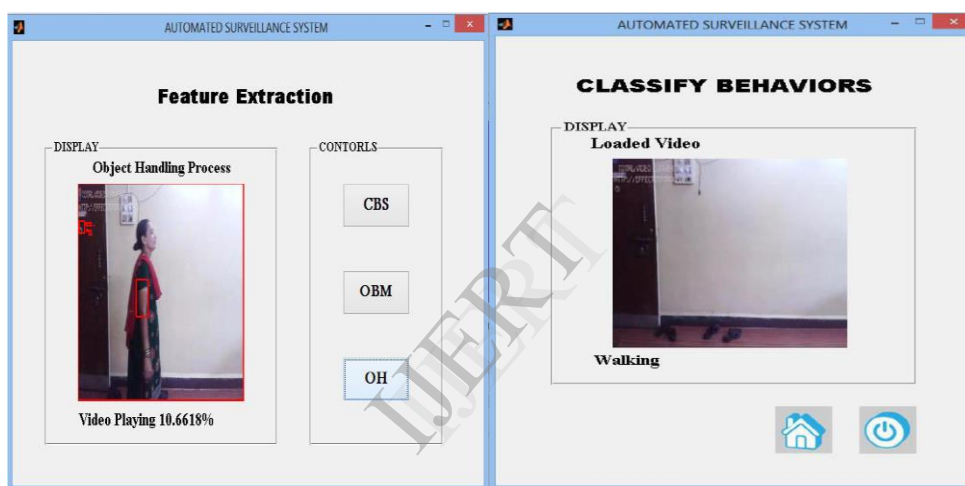 AUTOMATED SURVEILLANCE SYSTEM
Feature Extraction
DISPLAY
Object Handling Process
Video Playing 10.6618%
CONTORLS
CBS
OBM
OH
AUTOMATED SURVEILLANCE SYSTEM
CLASSIFY BEHAVIORS
DISPLAY
Loaded Video
Walking
IJERT